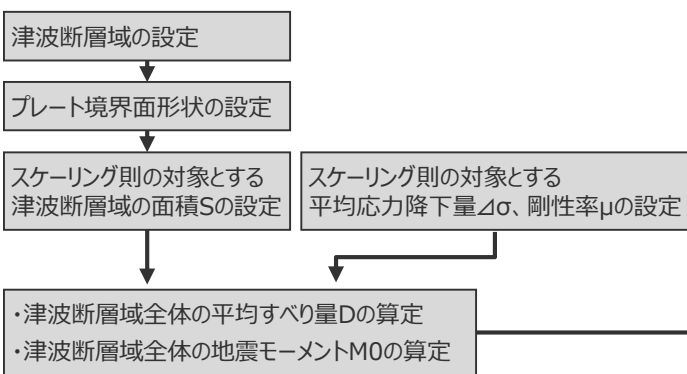 津波断層域の設定
プレート境界面形状の設定
スケーリング則の対象とする
津波断層域の面積Sの設定
スケーリング則の対象とする
平均応力降下量⊿σ、剛性率μの設定
・津波断層域全体の平均すべり量Dの算定
・津波断層域全体の地震モーメントM0の算定